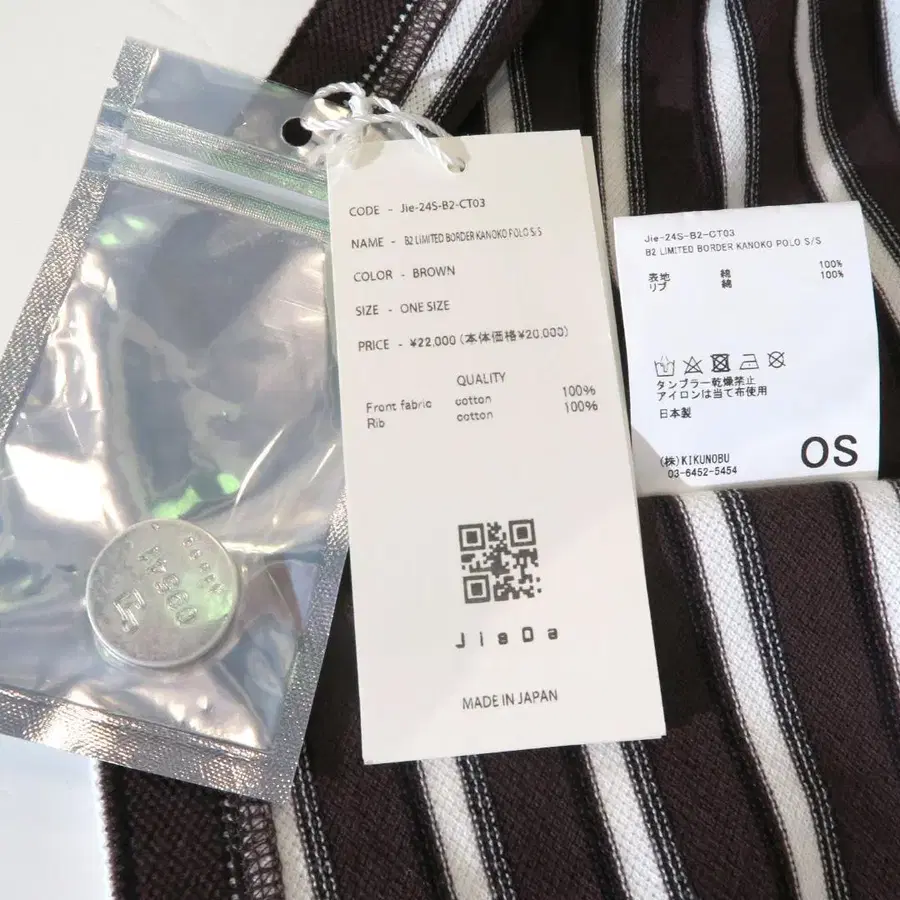 CODE - Jie-24S-B2-CT03
NAME - B2 LIMITED BORDER KANOKO POLO S/S
COLOR - BROWN
SIZE - ONE SIZE
PRICE - ¥22,000 (本体価格¥20,000)
QUALITY
Front fabric cotton 100%
Rib cotton 100%
JieDa
MADE IN JAPAN
Jie-24S-B2-CT03
B2 LIMITED BORDER KANOKO POLO S/S
表地 綿 100%
リブ 綿 100%
タンブラー乾燥禁止
アイロンは当て布使用
日本製
(株)KIKUNOBU
03-6452-5454
OS